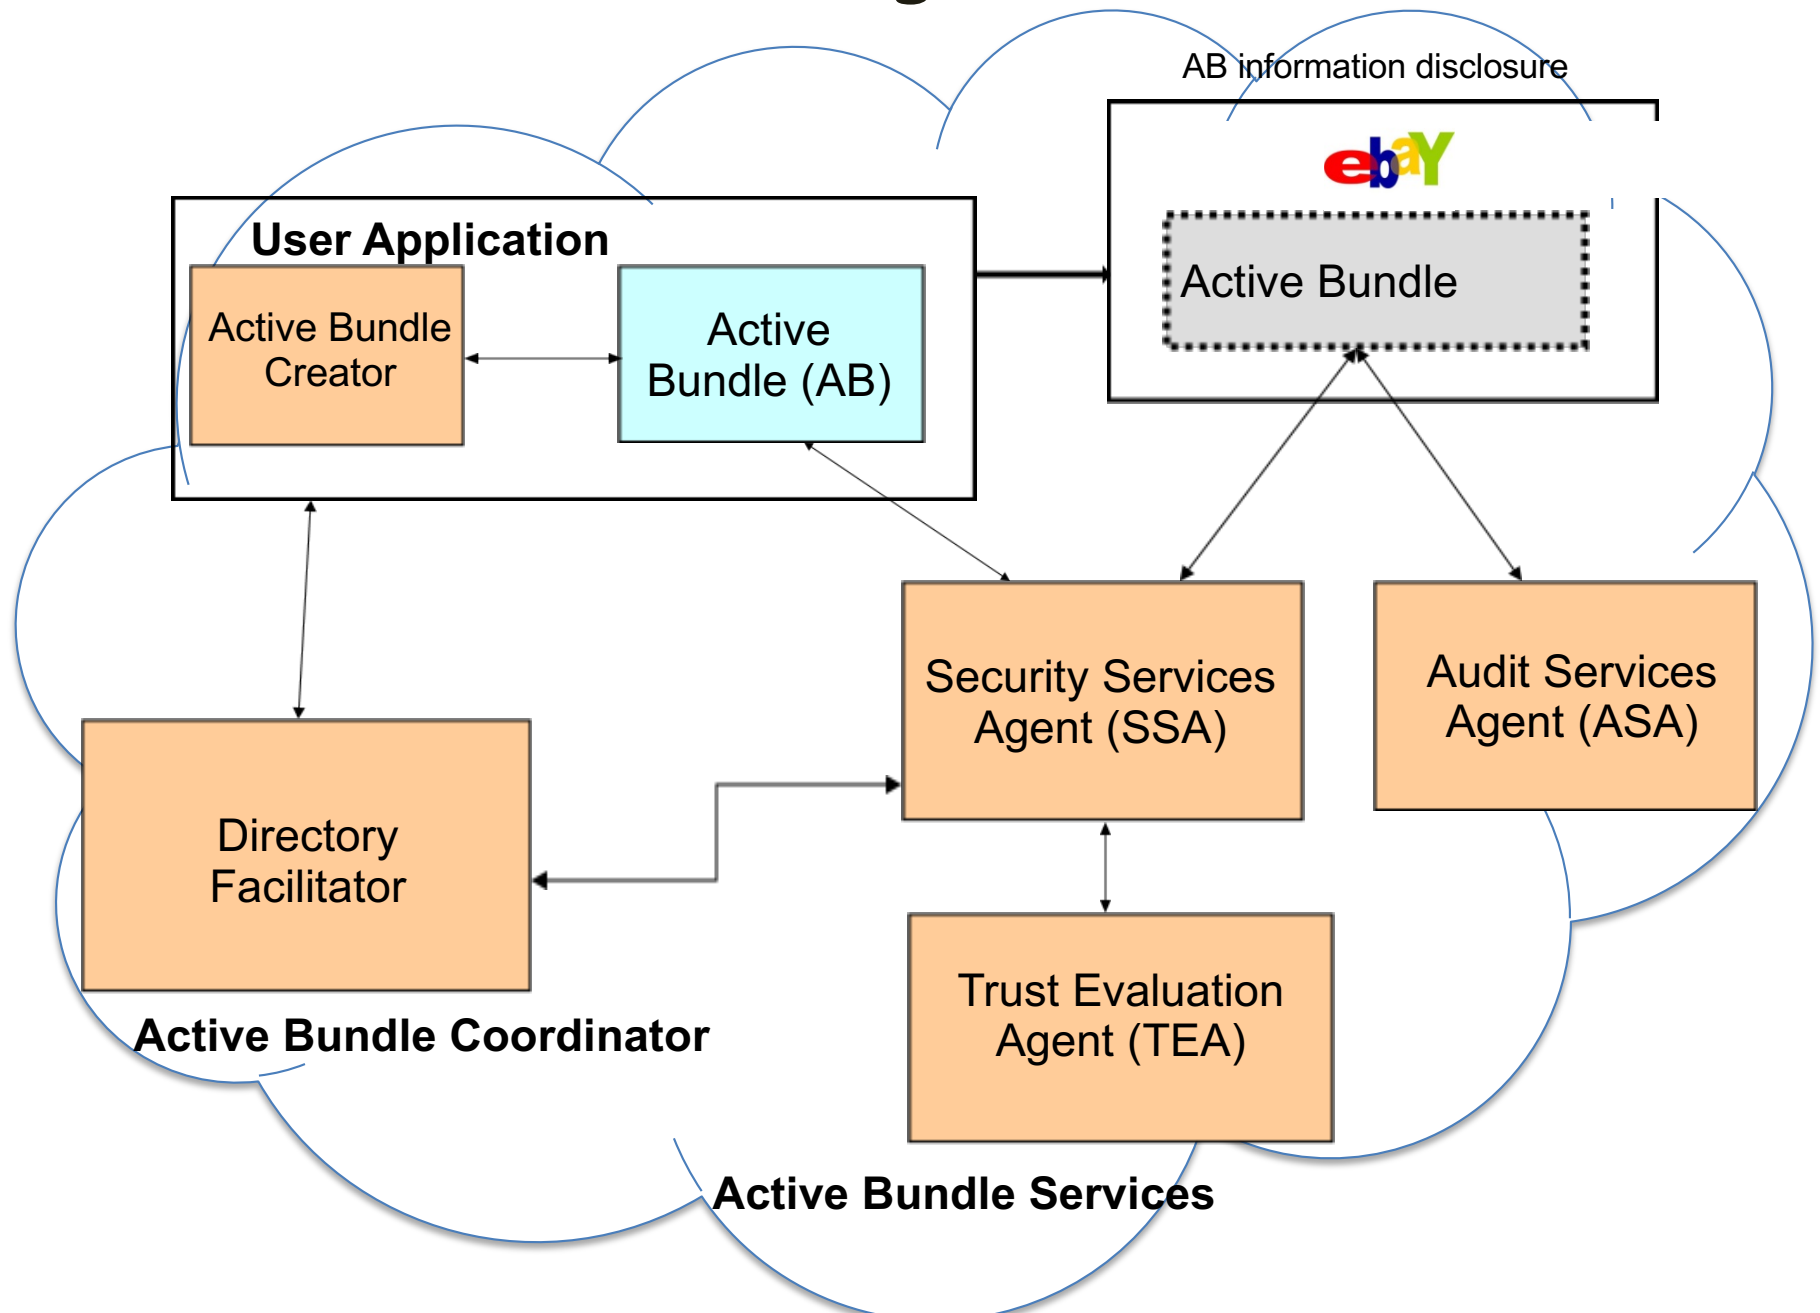 AB information disclosure
ebaY
User Application
Active Bundle
Creator
Active
Bundle (AB)
Active Bundle
Security Services
Agent (SSA)
Audit Services
Agent (ASA)
Directory
Facilitator
Trust Evaluation
Agent (TEA)
Active Bundle Coordinator
Active Bundle Services